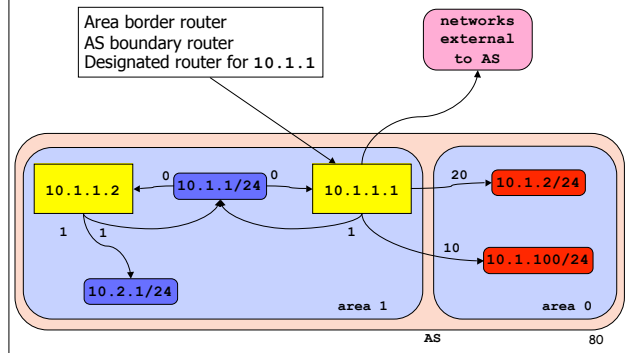 Area border router
AS boundary router
Designated router for 10.1.1
networks
external
to AS
10.1.1.2
0
10.1.1/24
0
10.1.1.1
20
10.1.2/24
1
1
1
10
10.1.100/24
10.2.1/24
area 1
area 0
AS
80